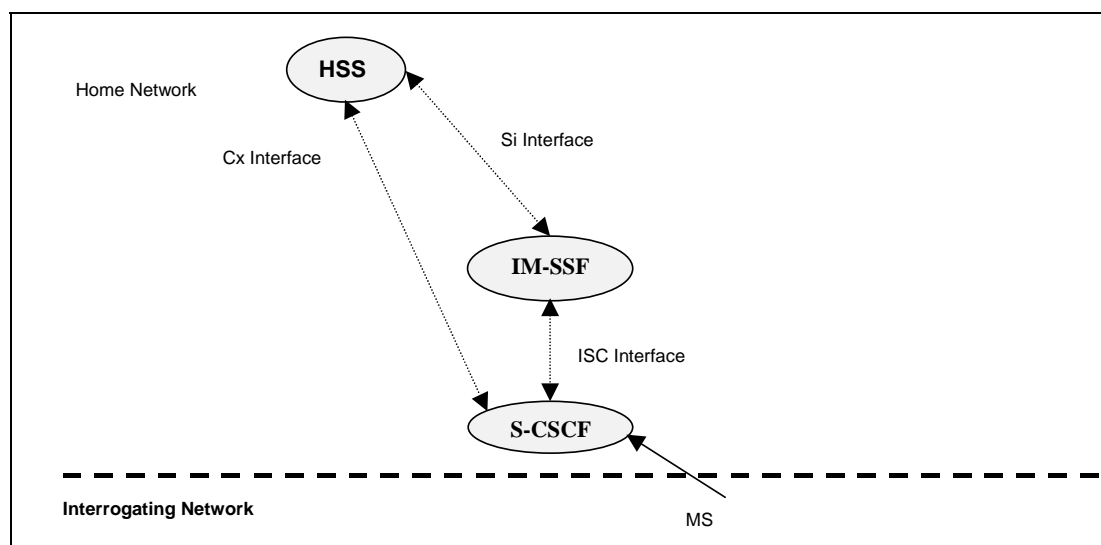 HSS
Home Network
Si Interface
Cx Interface
IM-SSF
ISC Interface
S-CSCF
Interrogating Network
MS